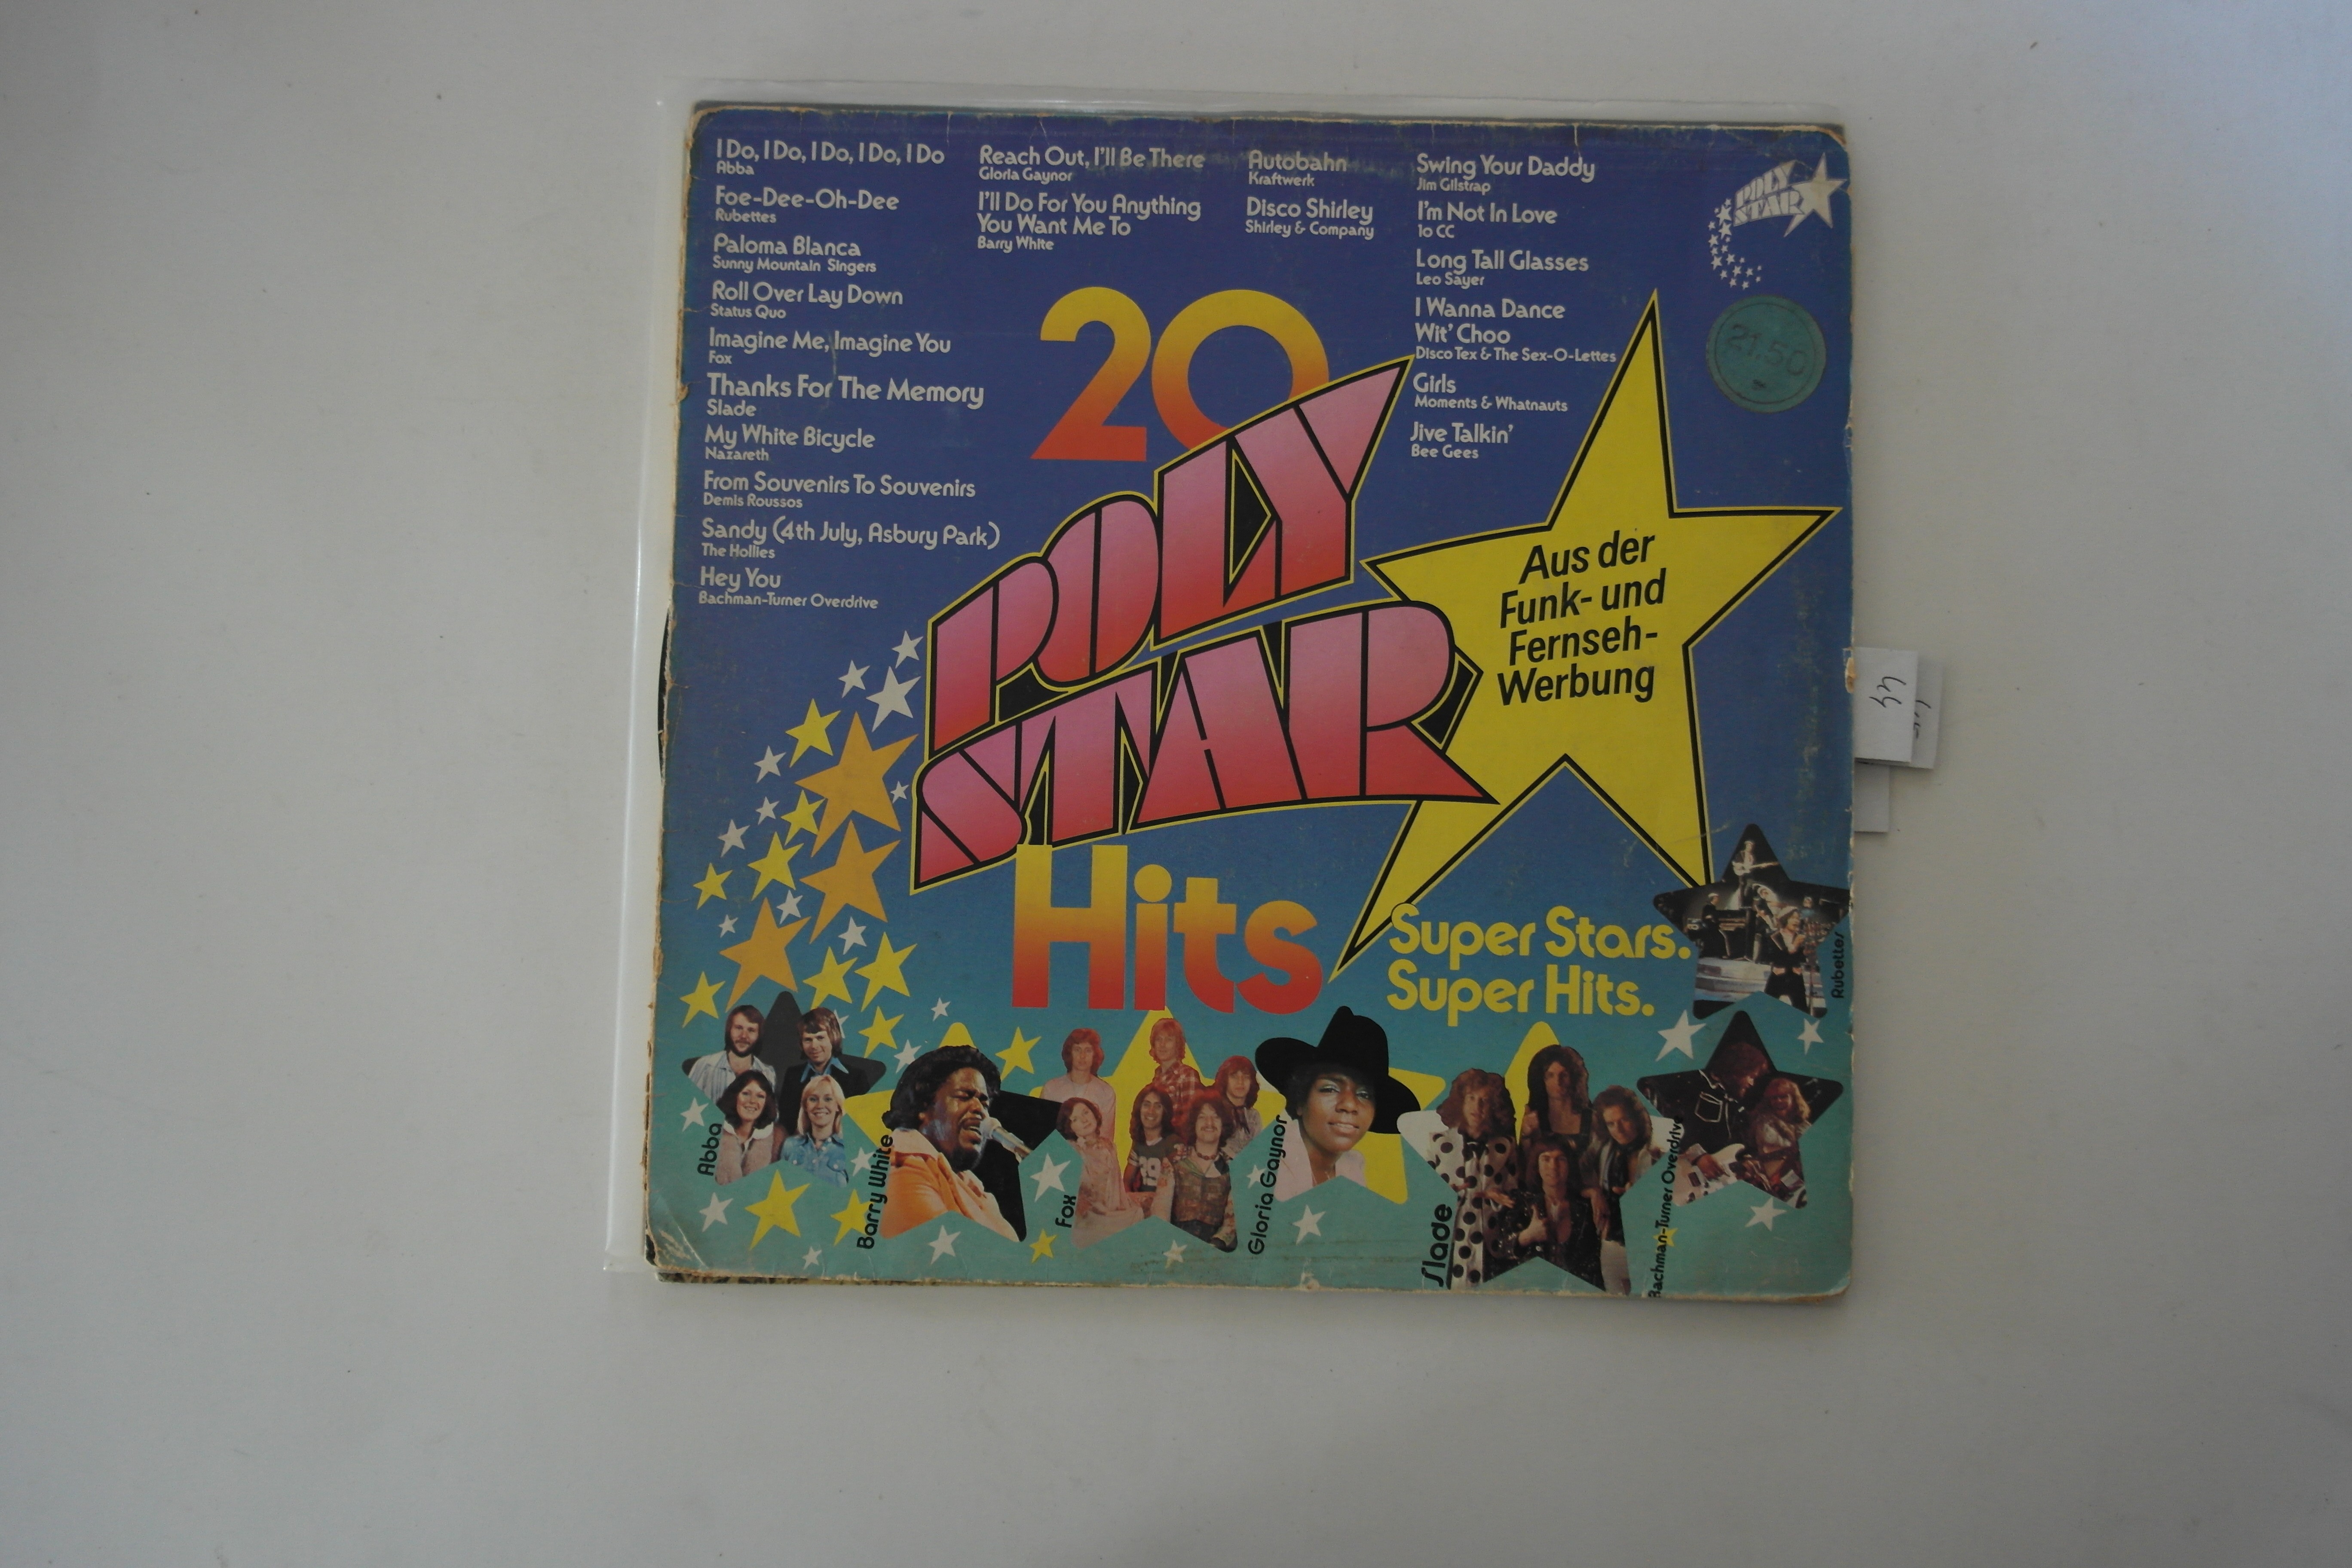 I Do, I Do, I Do, I Do, I Do
Abba
Foe-Dee-Oh-Dee
Rubettes
Paloma Blanca
Sunny Mountain Singers
Roll Over Lay Down
Status Quo
Imagine Me, Imagine You
Fox
Thanks For The Memory
Slade
My White Bicycle
Nazareth
From Souvenirs To Souvenirs
Demis Roussos
Sandy (4th July, Asbury Park)
The Hollies
Hey You
Bachman-Turner Overdrive
Reach Out, I'll Be There
Gloria Gaynor
I'll Do For You Anything
You Want Me To
Barry White
Autobahn
Kraftwerk
Disco Shirley
Shirley & Company
Swing Your Daddy
Jim Gilstrap
I'm Not In Love
10 CC
Long Tall Glasses
Leo Sayer
I Wanna Dance
Wit' Choo
Disco Tex & The Sex-O-Lettes
Girls
Moments & Whatnauts
Jive Talkin'
Bee Gees
POLY
STAR
21.50
20
POLY
STAR
Hits
Aus der
Funk- und
Fernseh-
Werbung
Super Stars.
Super Hits.
Rubettes
Abba
Barry White
Fox
Gloria Gaynor
Slade
Bachman-Turner Overdrive